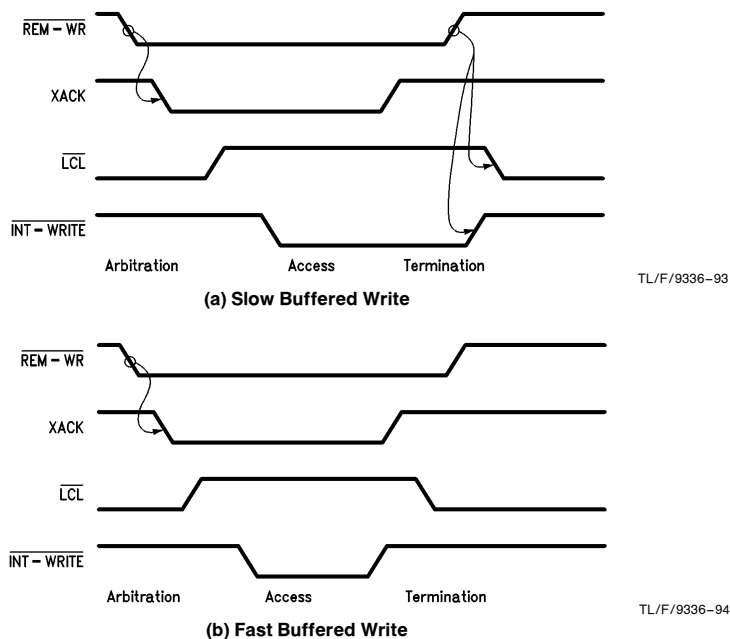 REM – WR
XACK
LCL
INT – WRITE
Arbitration Access Termination
TL/F/9336–93
(a) Slow Buffered Write
REM – WR
XACK
LCL
INT – WRITE
Arbitration Access Termination
TL/F/9336–94
(b) Fast Buffered Write